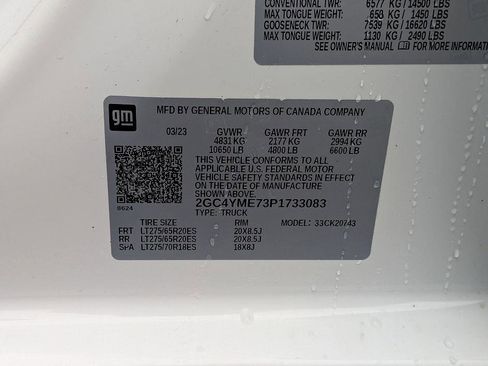 CONVENTIONAL TWR: 6577 KG / 14500 LBS
MAX TONGUE WEIGHT: 658 KG / 1450 LBS
GOOSENECK TWR: 7539 KG / 16620 LBS
MAX TONGUE WEIGHT: 1130 KG / 2490 LBS
SEE OWNER'S MANUAL FOR MORE INFORMATION
gm
MFD BY GENERAL MOTORS OF CANADA COMPANY
03/23 GVWR GAWR FRT GAWR RR
4831 KG 2177 KG 2994 KG
10650 LB 4800 LB 6600 LB
THIS VEHICLE CONFORMS TO ALL
APPLICABLE U.S. FEDERAL MOTOR
VEHICLE SAFETY STANDARDS IN
EFFECT ON THE DATE OF
MANUFACTURE SHOWN ABOVE.
2GC4YME73P1733083
8624 TYPE: TRUCK
TIRE SIZE RIM MODEL: 33CK20743
FRT LT275/65R20ES 20X8.5J
RR LT275/65R20ES 20X8.5J
SPA LT275/70R18ES 18X8J